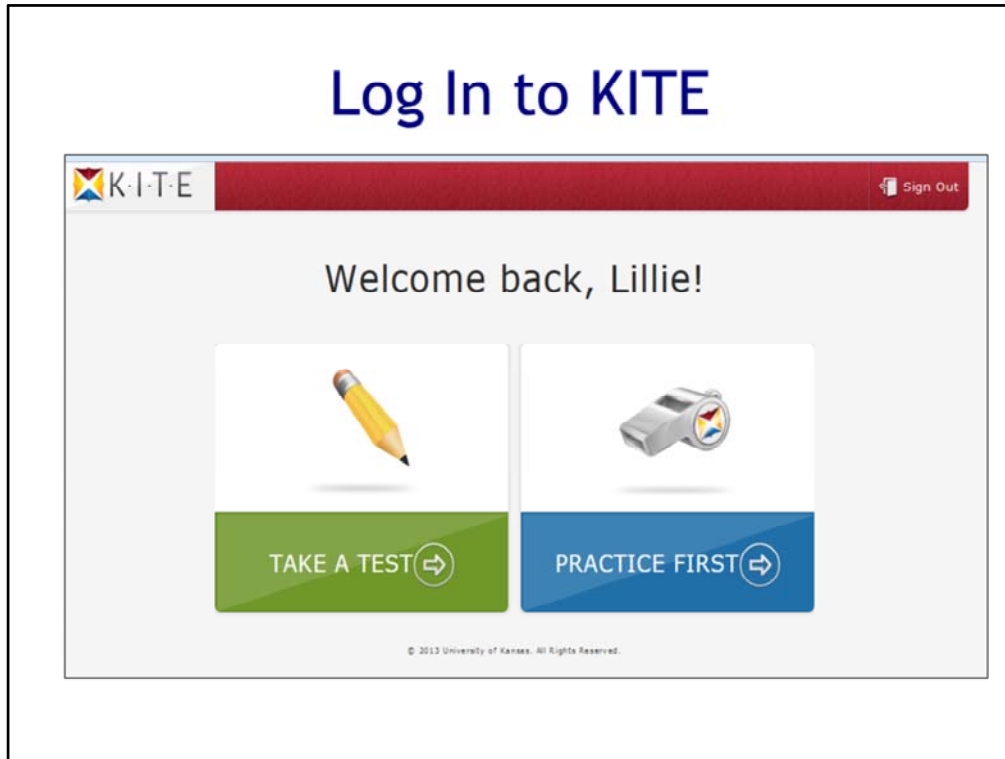 Log In to KITE
K·I·T·E
Sign Out
Welcome back, Lillie!
TAKE A TEST
PRACTICE FIRST
© 2013 University of Kansas. All Rights Reserved.